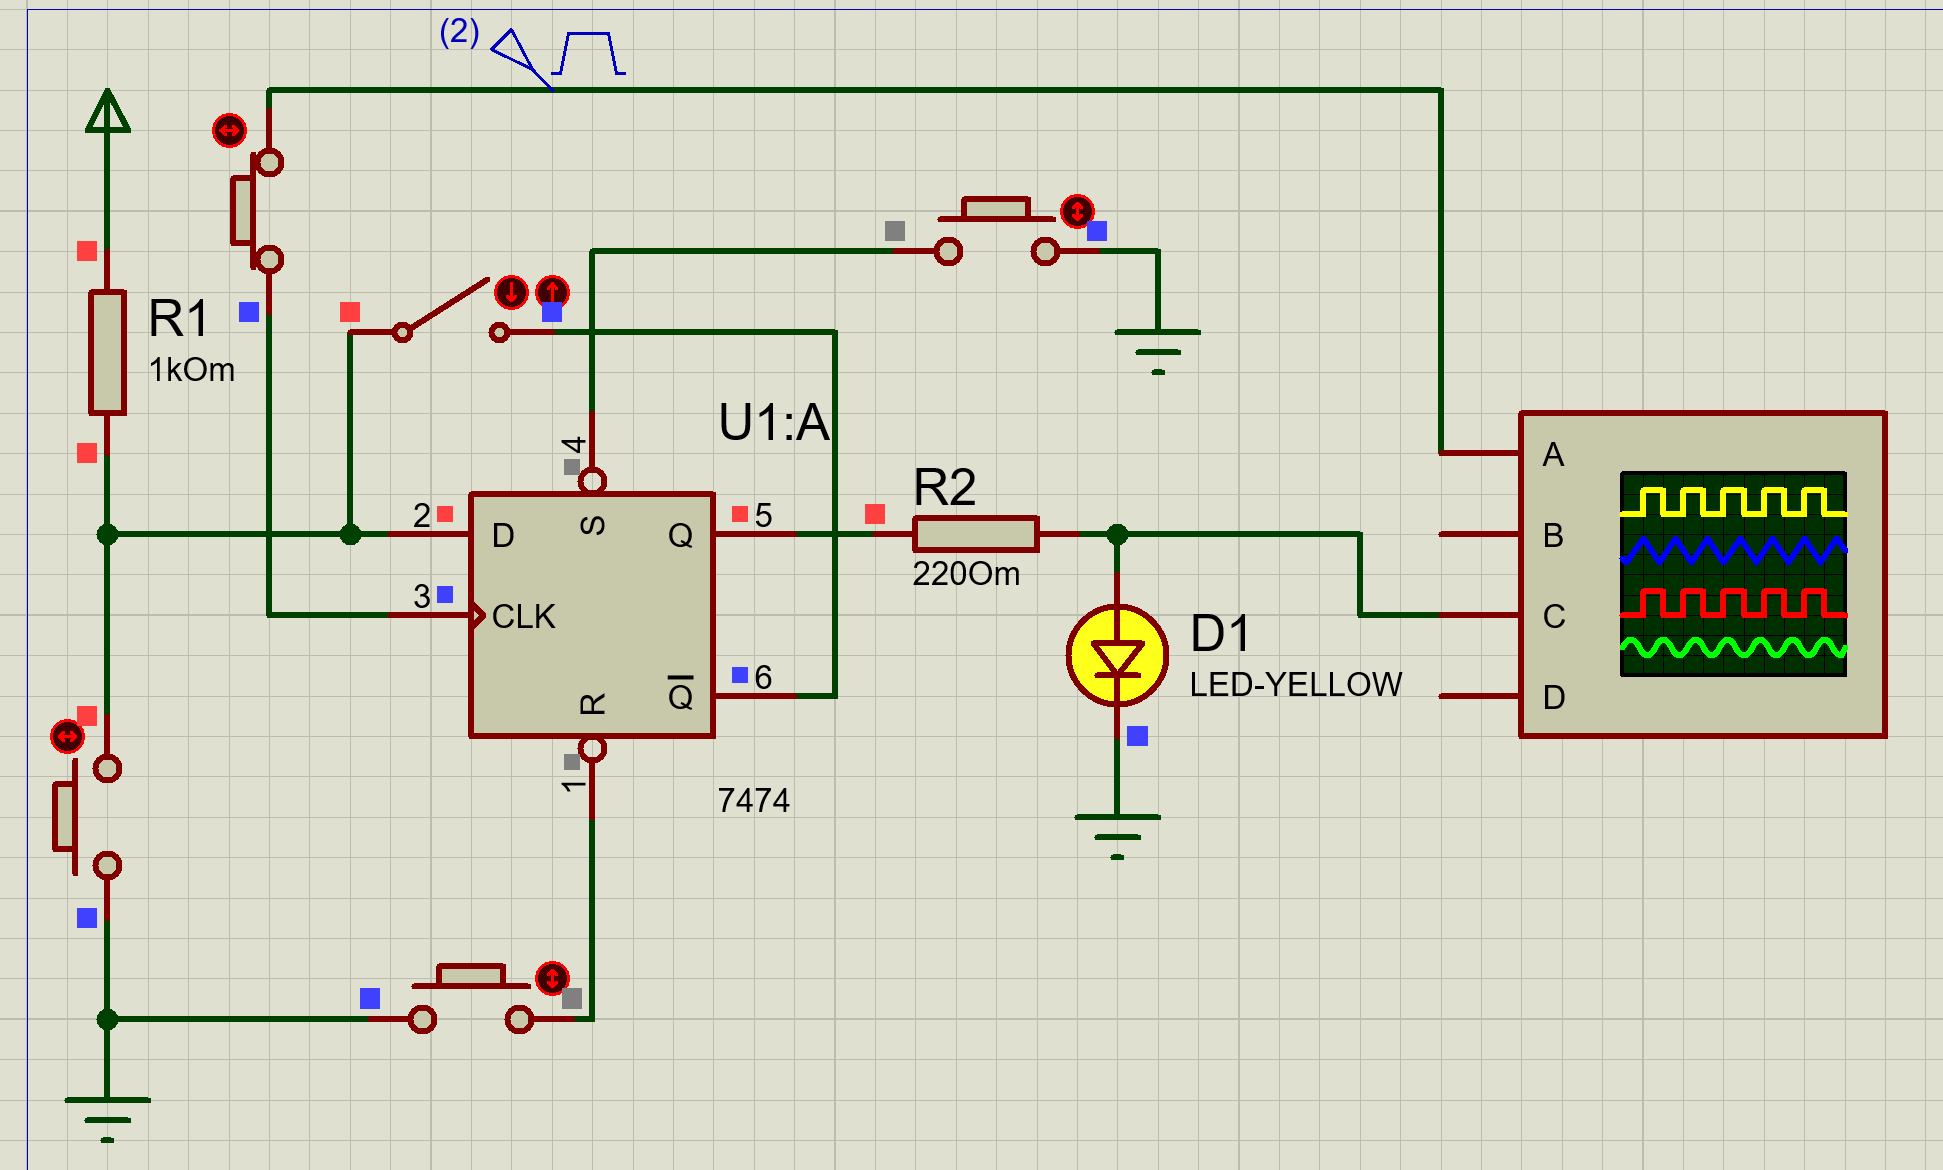 (2)
R1
1kOm
U1:A
4
2
D
S
Q
5
3
CLK
R
Q
6
1
7474
R2
220Om
D1
LED-YELLOW
A
B
C
D